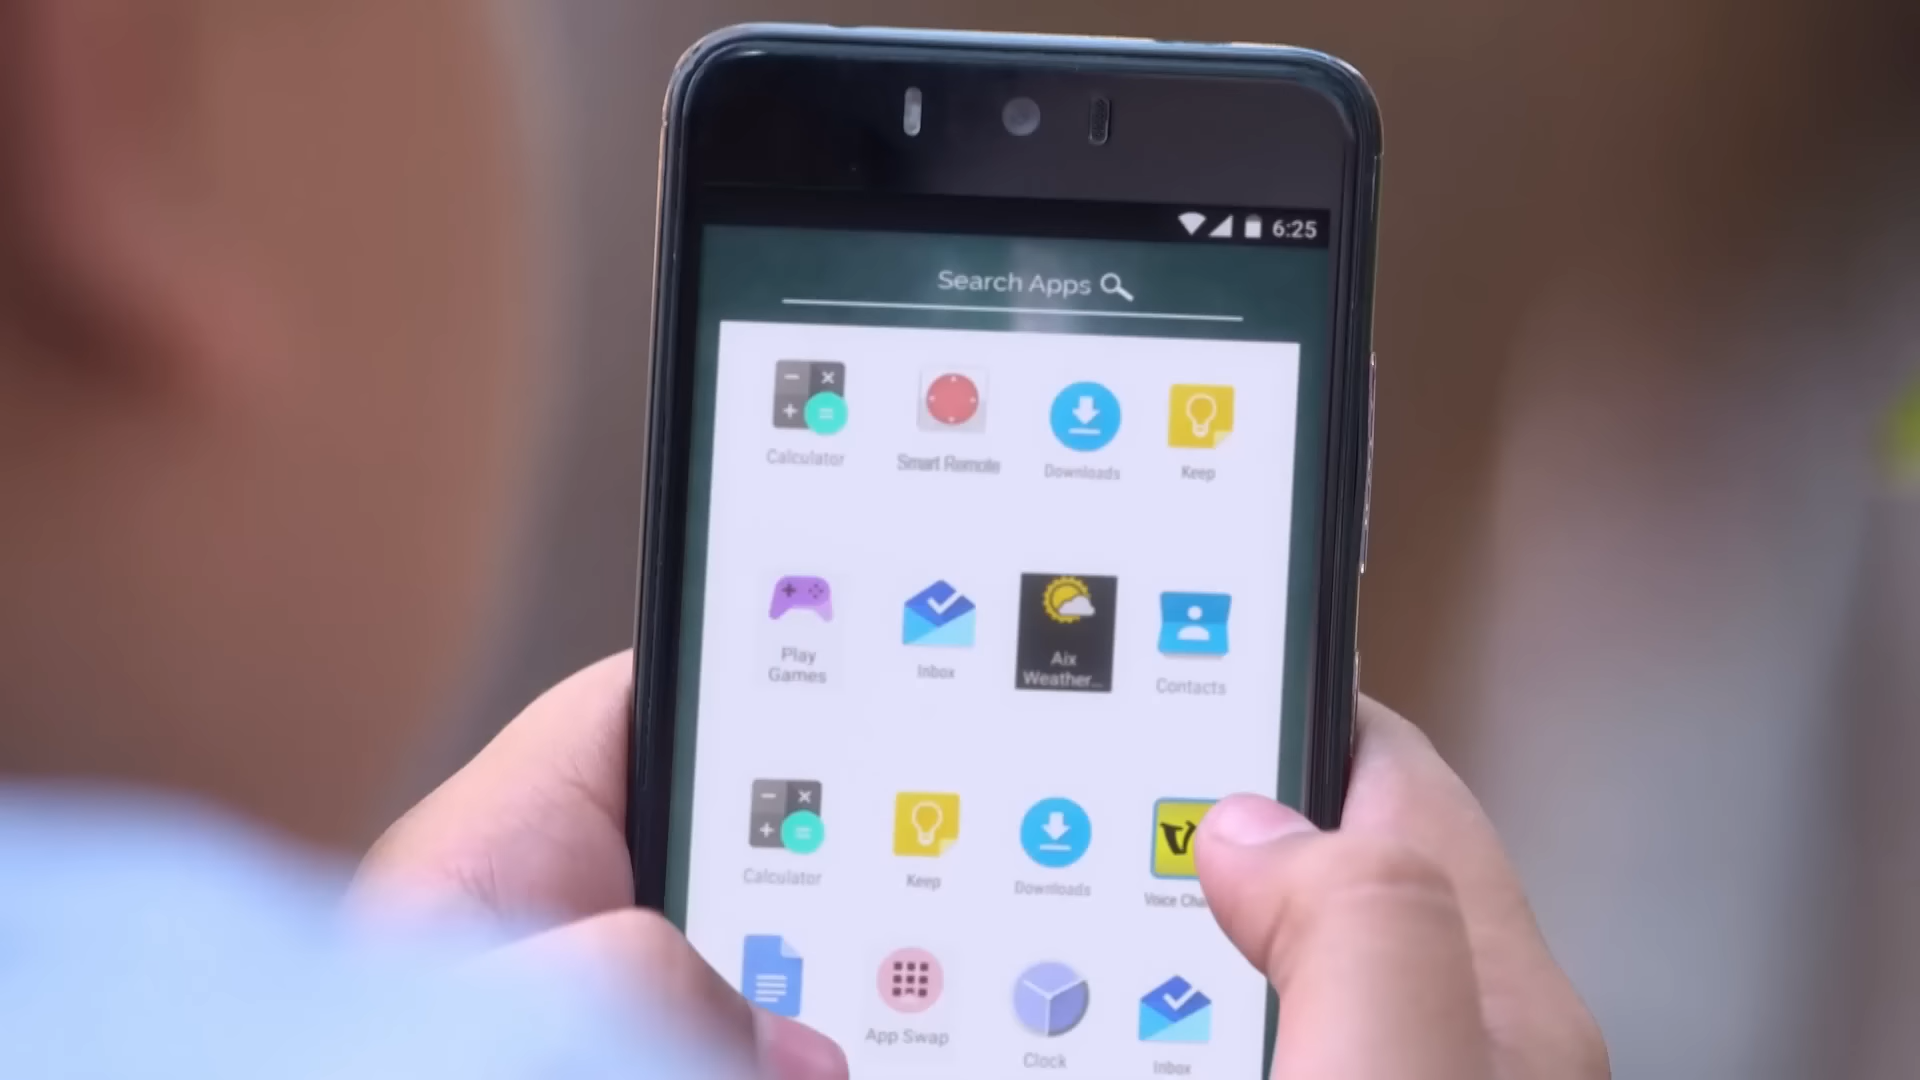 6:25
Search Apps
Calculator
Smart Remote
Downloads
Keep
Play
Games
Inbox
Aix
Weather...
Contacts
Calculator
Keep
Downloads
Voice
App Swap
Clock
Inbox